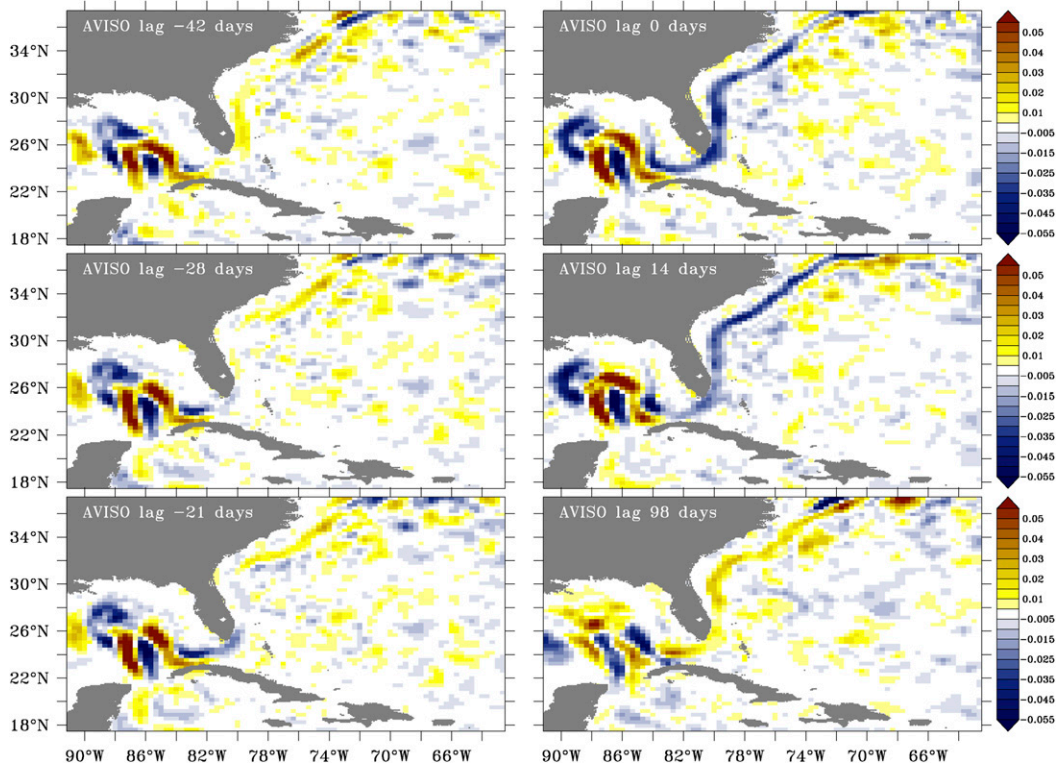 AVISO lag −42 days
34°N
30°N
26°N
22°N
18°N
AVISO lag 0 days
0.05
0.04
0.03
0.02
0.01
−0.005
−0.015
−0.025
−0.035
−0.045
−0.055
AVISO lag −28 days
34°N
30°N
26°N
22°N
18°N
AVISO lag 14 days
0.05
0.04
0.03
0.02
0.01
−0.005
−0.015
−0.025
−0.035
−0.045
−0.055
AVISO lag −21 days
34°N
30°N
26°N
22°N
18°N
90°W 86°W 82°W 78°W 74°W 70°W 66°W
AVISO lag 98 days
0.05
0.04
0.03
0.02
0.01
−0.005
−0.015
−0.025
−0.035
−0.045
−0.055
90°W 86°W 82°W 78°W 74°W 70°W 66°W